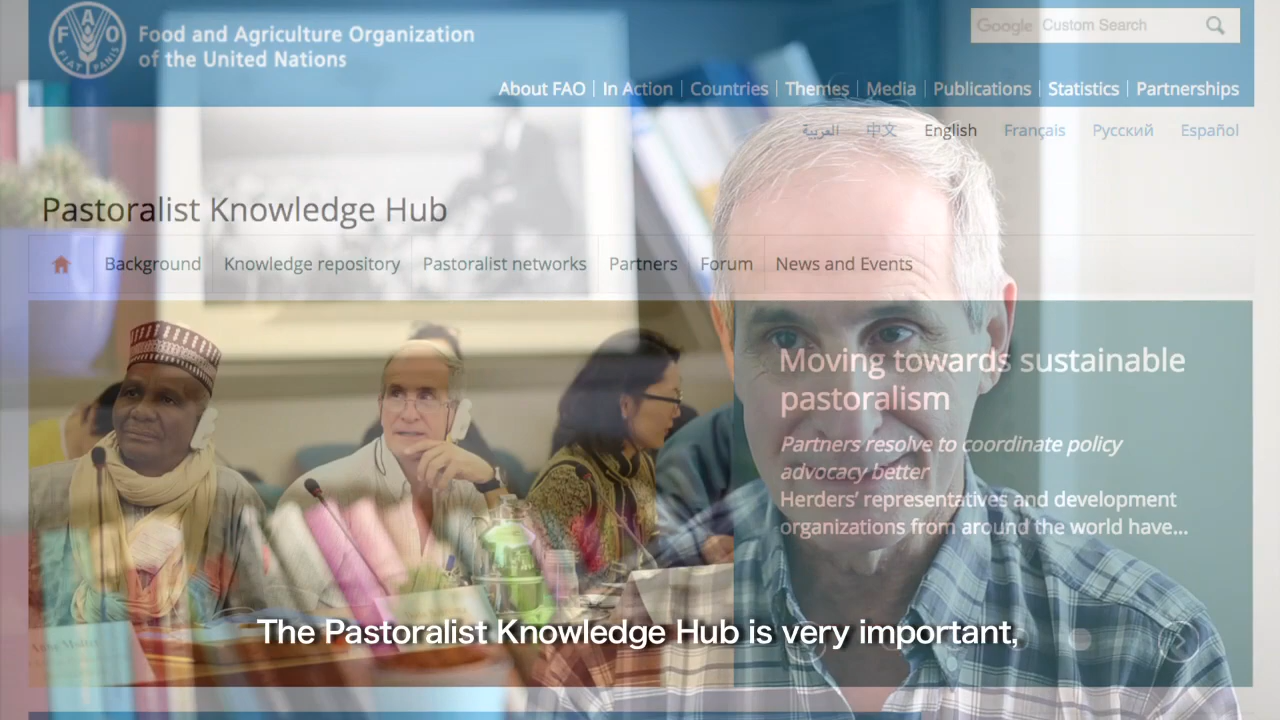 F A O
FIAT PANIS
Food and Agriculture Organization
of the United Nations
Google Custom Search
About FAO
In Action
Countries
Themes
Media
Publications
Statistics
Partnerships
العربية
中文
English
Français
Русский
Español
Pastoralist Knowledge Hub
Background
Knowledge repository
Pastoralist networks
Partners
Forum
News and Events
Moving towards sustainable
pastoralism
Partners resolve to coordinate policy
advocacy better
Herders' representatives and development
organizations from around the world have...
The Pastoralist Knowledge Hub is very important,